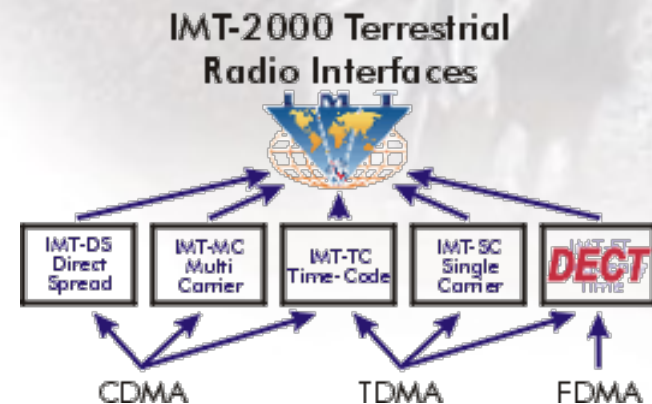 IMT-2000 Terrestrial
Radio Interfaces
I M T
IMT-DS
Direct
Spread
IMT-MC
Multi
Carrier
IMT-TC
Time-Code
IMT-SC
Single
Carrier
DECT
Time
CDMA
TDMA
FDMA